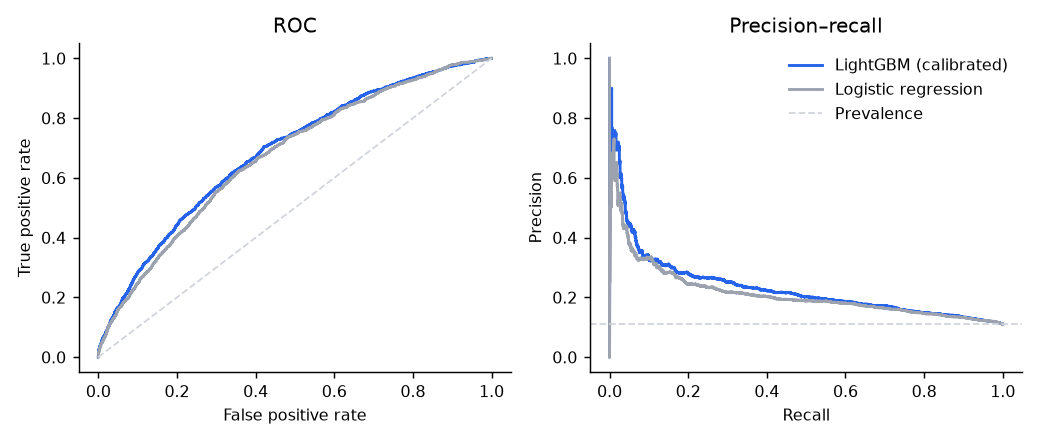 ROC
True positive rate
1.0
0.8
0.6
0.4
0.2
0.0
0.0 0.2 0.4 0.6 0.8 1.0
False positive rate
Precision–recall
LightGBM (calibrated)
Logistic regression
Prevalence
Precision
1.0
0.8
0.6
0.4
0.2
0.0
0.0 0.2 0.4 0.6 0.8 1.0
Recall